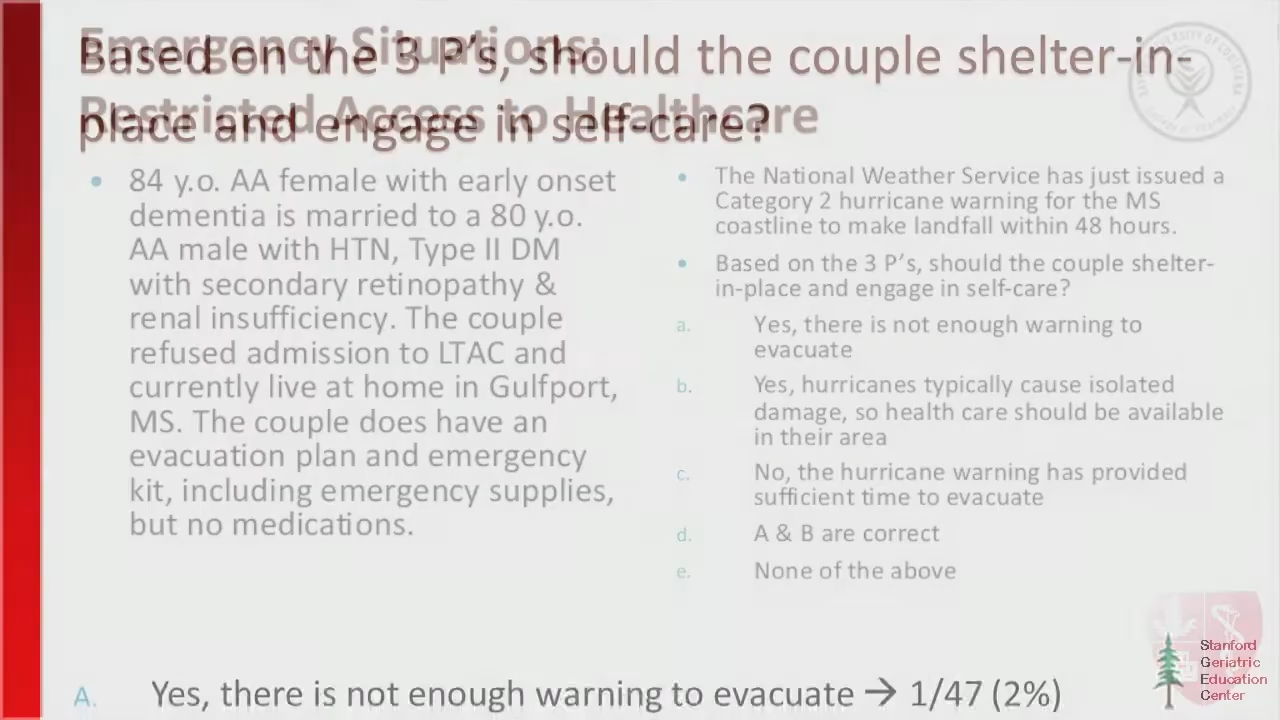 Emergency Situations:
Restricted Access to Healthcare
Based on the 3 P's, should the couple shelter-in-
place and engage in self-care?
• 84 y.o. AA female with early onset
dementia is married to a 80 y.o.
AA male with HTN, Type II DM
with secondary retinopathy &
renal insufficiency. The couple
refused admission to LTAC and
currently live at home in Gulfport,
MS. The couple does have an
evacuation plan and emergency
kit, including emergency supplies,
but no medications.
• The National Weather Service has just issued a
Category 2 hurricane warning for the MS
coastline to make landfall within 48 hours.
• Based on the 3 P's, should the couple shelter-
in-place and engage in self-care?
a. Yes, there is not enough warning to
evacuate
b. Yes, hurricanes typically cause isolated
damage, so health care should be available
in their area
c. No, the hurricane warning has provided
sufficient time to evacuate
d. A & B are correct
e. None of the above
A. Yes, there is not enough warning to evacuate → 1/47 (2%)
Stanford
Geriatric
Education
Center